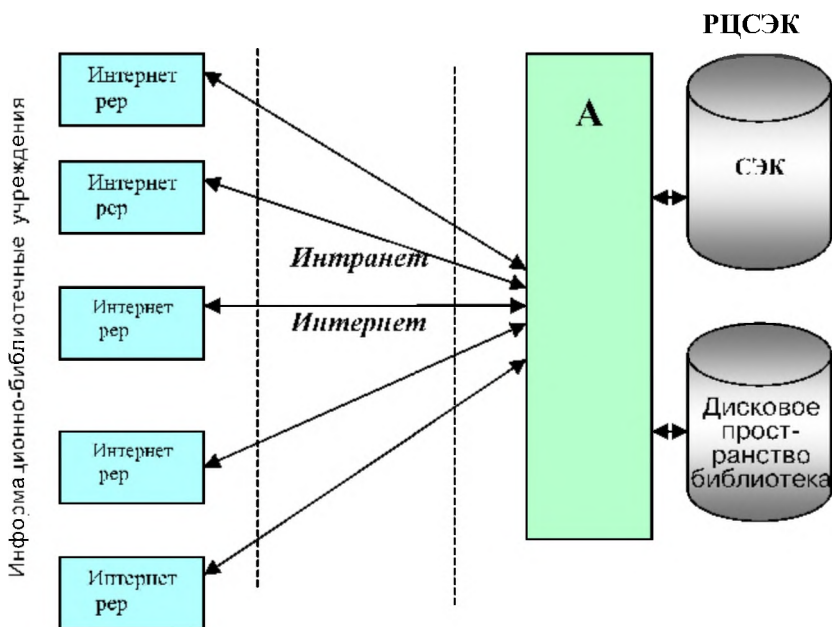 РЦСЭК
Информационно-библиотечные учреждения
Интернет
рер
Интернет
рер
Интернет
рер
Интернет
рер
Интернет
рер
Интранет
Интернет
А
СЭК
Дисковое
прост-
ранство
библиотека